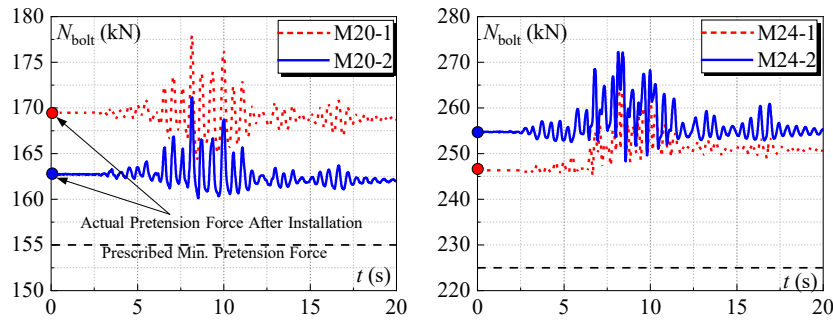 N_bolt (kN)
M20-1
M20-2
180
175
170
165
160
155
150
Actual Pretension Force After Installation
Prescribed Min. Pretension Force
t (s)
0 5 10 15 20
N_bolt (kN)
M24-1
M24-2
280
270
260
250
240
230
220
t (s)
0 5 10 15 20